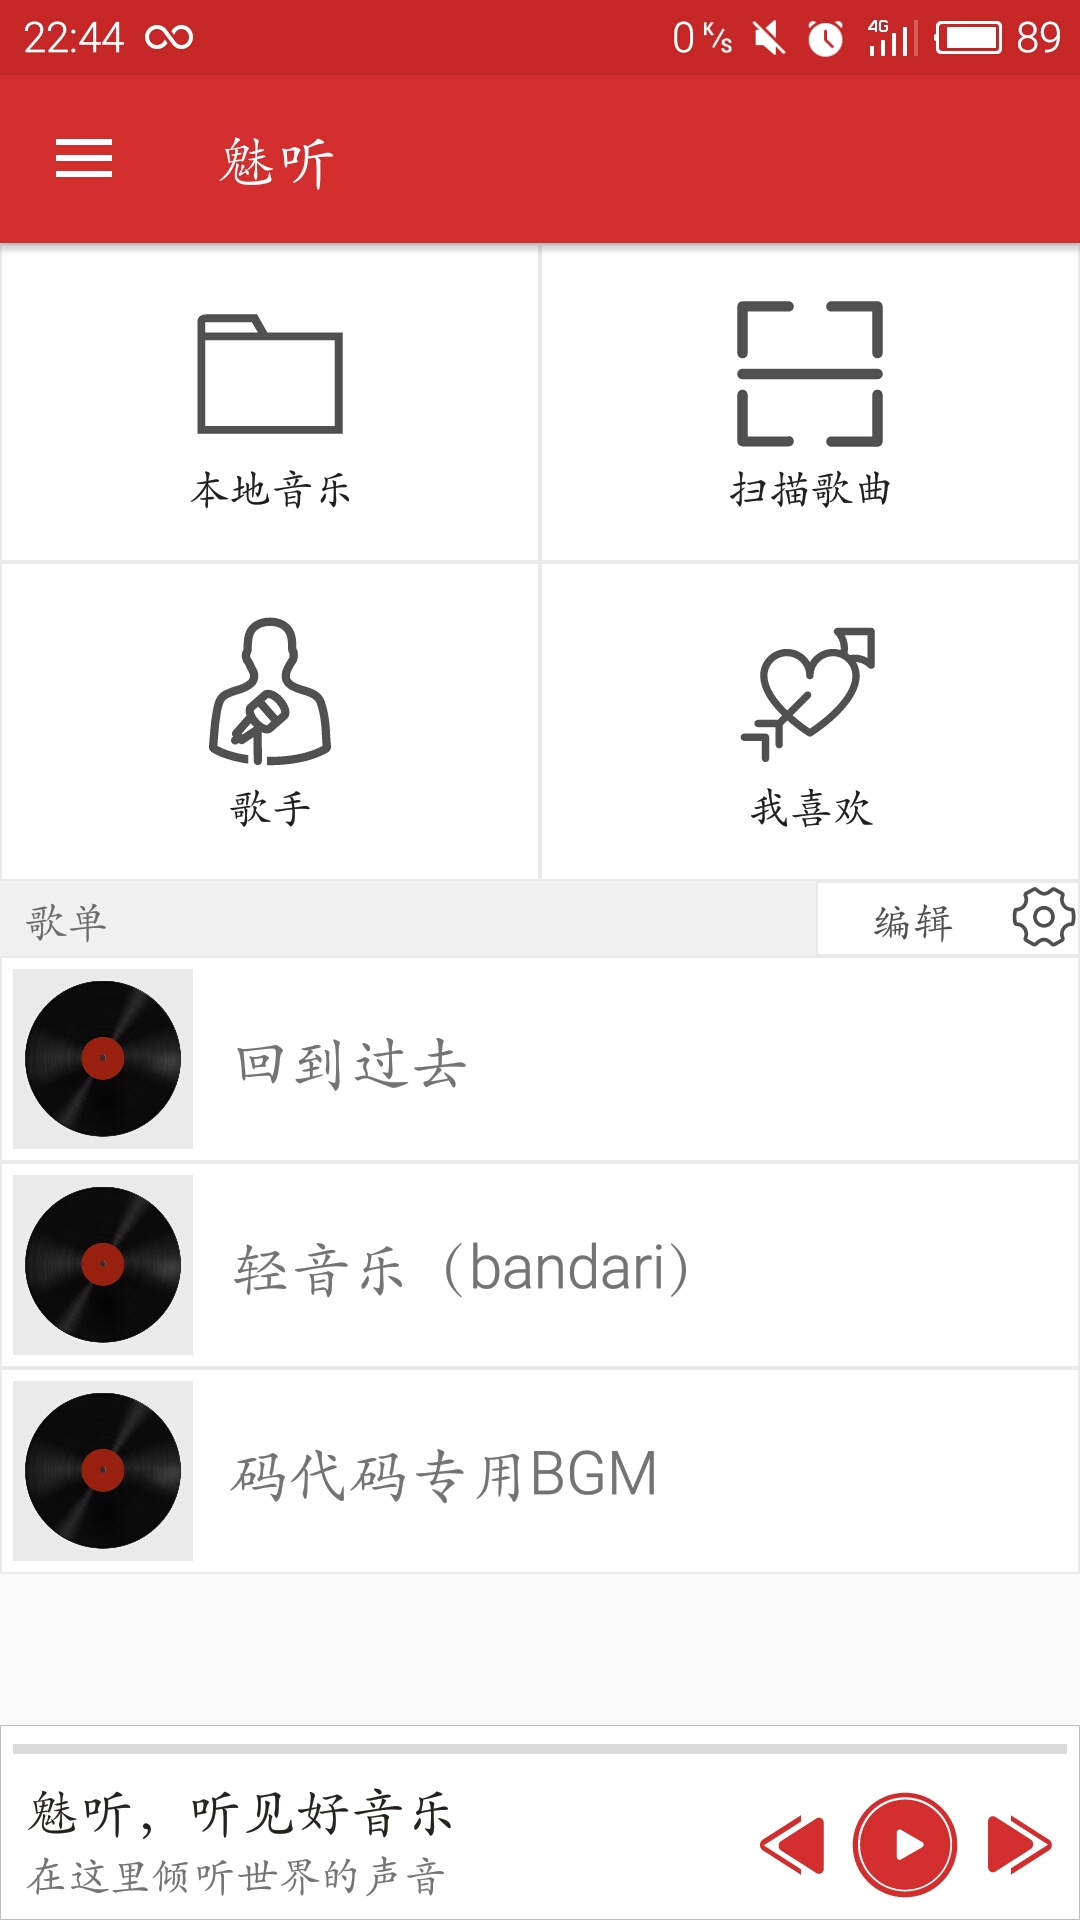 22:44 0 K/s 4G 89
魅听
本地音乐 扫描歌曲
歌手 我喜欢
歌单 编辑
回到过去
轻音乐（bandari）
码代码专用BGM
魅听，听见好音乐
在这里倾听世界的声音